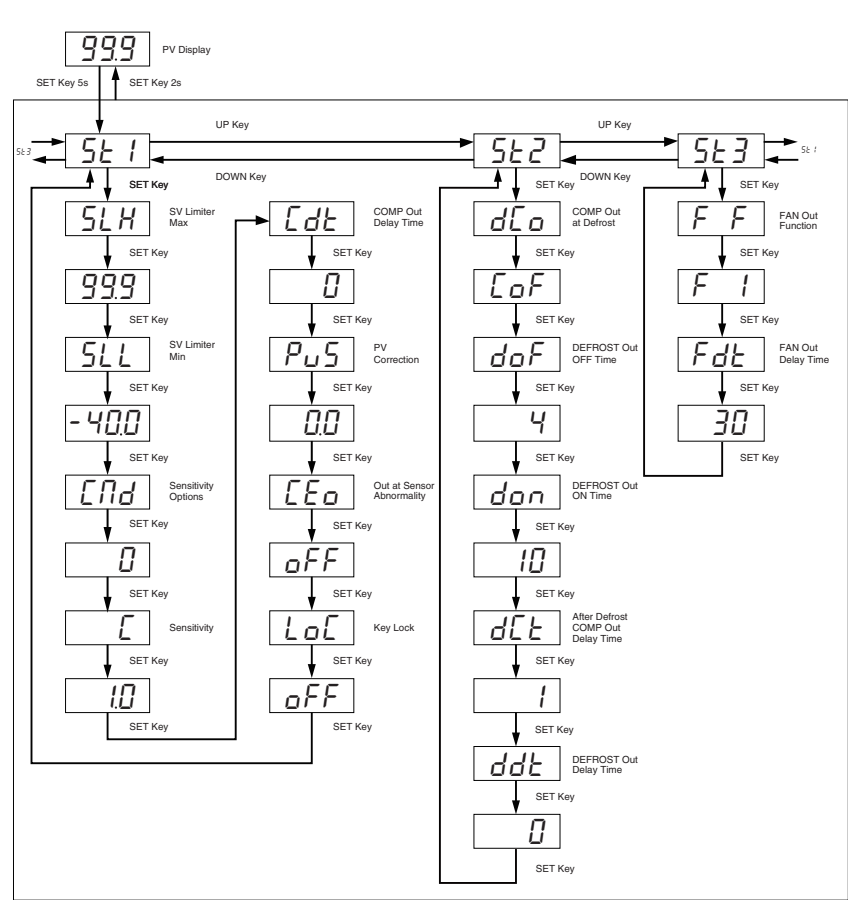 99.9
PV Display
SET Key 5s
SET Key 2s
St3
St1
UP Key
DOWN Key
St2
UP Key
DOWN Key
St3
St1
SET Key
SLH
SV Limiter
Max
SET Key
99.9
SET Key
SLL
SV Limiter
Min
SET Key
-40.0
SET Key
CMd
Sensitivity
Options
SET Key
0
SET Key
C
Sensitivity
SET Key
1.0
SET Key
Cdt
COMP Out
Delay Time
SET Key
0
SET Key
PuS
PV
Correction
SET Key
0.0
SET Key
CEo
Out at Sensor
Abnormality
SET Key
oFF
SET Key
LoC
Key Lock
SET Key
oFF
SET Key
SET Key
dCo
COMP Out
at Defrost
SET Key
CoF
SET Key
doF
DEFROST Out
OFF Time
SET Key
4
SET Key
don
DEFROST Out
ON Time
SET Key
10
SET Key
dCt
After Defrost
COMP Out
Delay Time
SET Key
1
SET Key
ddt
DEFROST Out
Delay Time
SET Key
0
SET Key
SET Key
F F
FAN Out
Function
SET Key
F 1
SET Key
Fdt
FAN Out
Delay Time
SET Key
30
SET Key